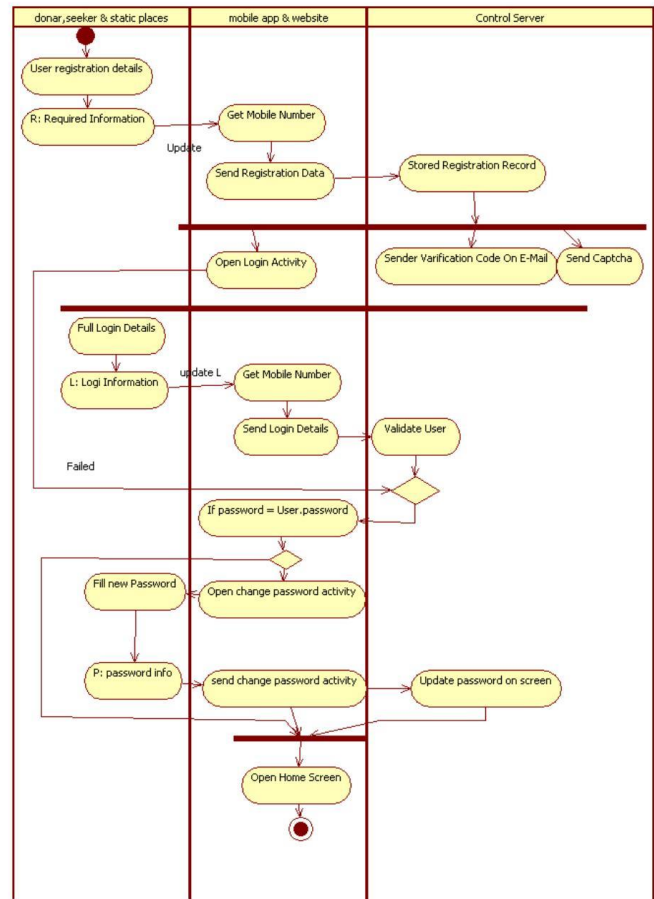 donar,seeker & static places
mobile app & website
Control Server
User registration details
R: Required Information
Get Mobile Number
Update
Send Registration Data
Stored Registration Record
Open Login Activity
Sender Varification Code On E-Mail
Send Captcha
Full Login Details
L: Logi Information
update L
Get Mobile Number
Send Login Details
Validate User
Failed
If password = User.password
Fill new Password
Open change password activity
P: password info
send change password activity
Update password on screen
Open Home Screen